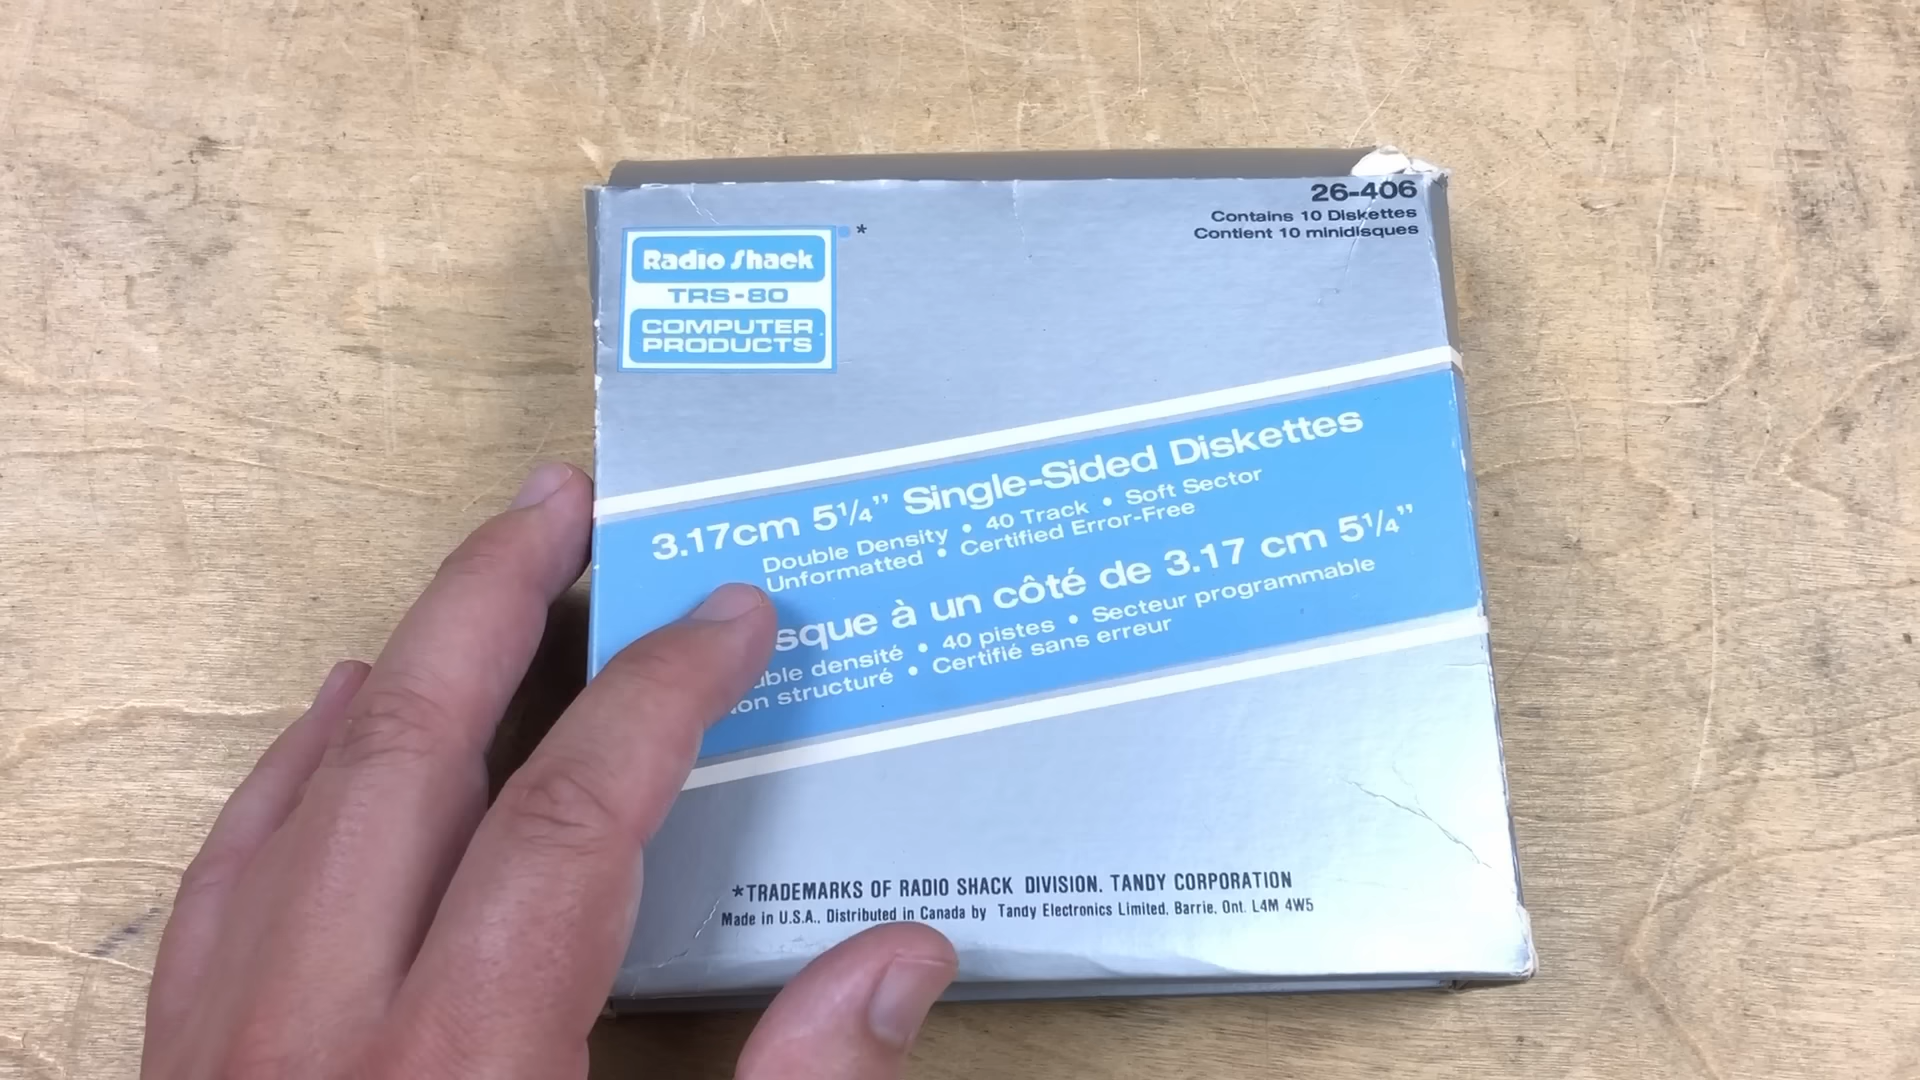 26-406
Contains 10 Diskettes
Contient 10 minidisques
*
Radio Shack
TRS-80
COMPUTER
PRODUCTS
3.17cm 5¼” Single-Sided Diskettes
Double Density • 40 Track • Soft Sector
Unformatted • Certified Error-Free
à un côté de 3.17 cm 5¼”
densité • 40 pistes • Secteur programmable
structuré • Certifié sans erreur
*TRADEMARKS OF RADIO SHACK DIVISION. TANDY CORPORATION
Made in U.S.A., Distributed in Canada by Tandy Electronics Limited. Barrie. Ont. L4M 4W5